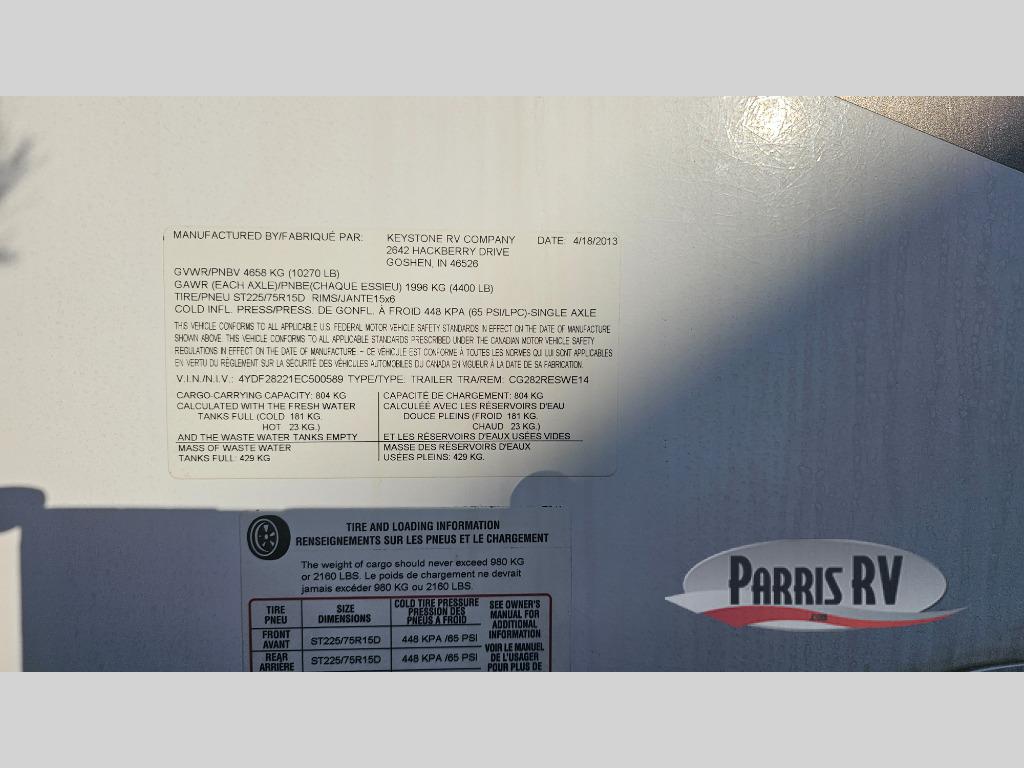 MANUFACTURED BY/FABRIQUÉ PAR: KEYSTONE RV COMPANY DATE: 4/18/2013
2642 HACKBERRY DRIVE
GOSHEN, IN 46526
GVWR/PNBV 4658 KG (10270 LB)
GAWR (EACH AXLE)/PNBE(CHAQUE ESSIEU) 1996 KG (4400 LB)
TIRE/PNEU ST225/75R15D RIMS/JANTE15x6
COLD INFL. PRESS/PRESS. DE GONFL. À FROID 448 KPA (65 PSI/LPC)-SINGLE AXLE
THIS VEHICLE CONFORMS TO ALL APPLICABLE U.S. FEDERAL MOTOR VEHICLE SAFETY STANDARDS IN EFFECT ON THE DATE OF MANUFACTURE
SHOWN ABOVE. THIS VEHICLE CONFORMS TO ALL APPLICABLE STANDARDS PRESCRIBED UNDER THE CANADIAN MOTOR VEHICLE SAFETY
REGULATIONS IN EFFECT ON THE DATE OF MANUFACTURE - CE VÉHICULE EST CONFORME À TOUTES LES NORMES QUI LUI SONT APPLICABLES
EN VERTU DU RÈGLEMENT SUR LA SÉCURITÉ DES VÉHICULES AUTOMOBILES DU CANADA EN VIGUEUR À LA DATE DE SA FABRICATION.
V.I.N./N.I.V.: 4YDF28221EC500589 TYPE/TYPE: TRAILER TRA/REM: CG282RESWE14
CARGO-CARRYING CAPACITY: 804 KG
CALCULATED WITH THE FRESH WATER
TANKS FULL (COLD 181 KG.
HOT 23 KG.)
AND THE WASTE WATER TANKS EMPTY
MASS OF WASTE WATER
TANKS FULL: 429 KG
CAPACITÉ DE CHARGEMENT: 804 KG
CALCULÉE AVEC LES RÉSERVOIRS D'EAU
DOUCE PLEINS (FROID 181 KG.
CHAUD 23 KG.)
ET LES RÉSERVOIRS D'EAUX USÉES VIDES
MASSE DES RÉSERVOIRS D'EAUX
USÉES PLEINS: 429 KG.
TIRE AND LOADING INFORMATION
RENSEIGNEMENTS SUR LES PNEUS ET LE CHARGEMENT
The weight of cargo should never exceed 980 KG
or 2160 LBS. Le poids de chargement ne devrait
jamais excéder 980 KG ou 2160 LBS.
TIRE
PNEU
SIZE
DIMENSIONS
COLD TIRE PRESSURE
PRESSION DES
PNEUS A FROID
SEE OWNER'S
MANUAL FOR
ADDITIONAL
INFORMATION
VOIR LE MANUEL
DE L'USAGER
POUR PLUS DE
FRONT
AVANT
ST225/75R15D
448 KPA /65 PSI
REAR
ARRIÈRE
ST225/75R15D
448 KPA /65 PSI
PARRIS RV
.com